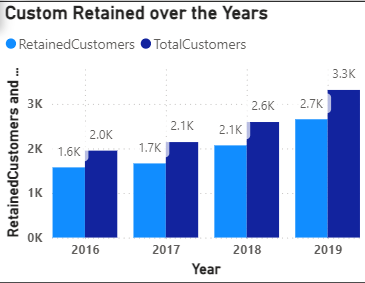 Custom Retained over the Years
RetainedCustomers TotalCustomers
RetainedCustomers and ...
3K
2K
1K
0K
1.6K
2.0K
1.7K
2.1K
2.1K
2.6K
2.7K
3.3K
2016 2017 2018 2019
Year